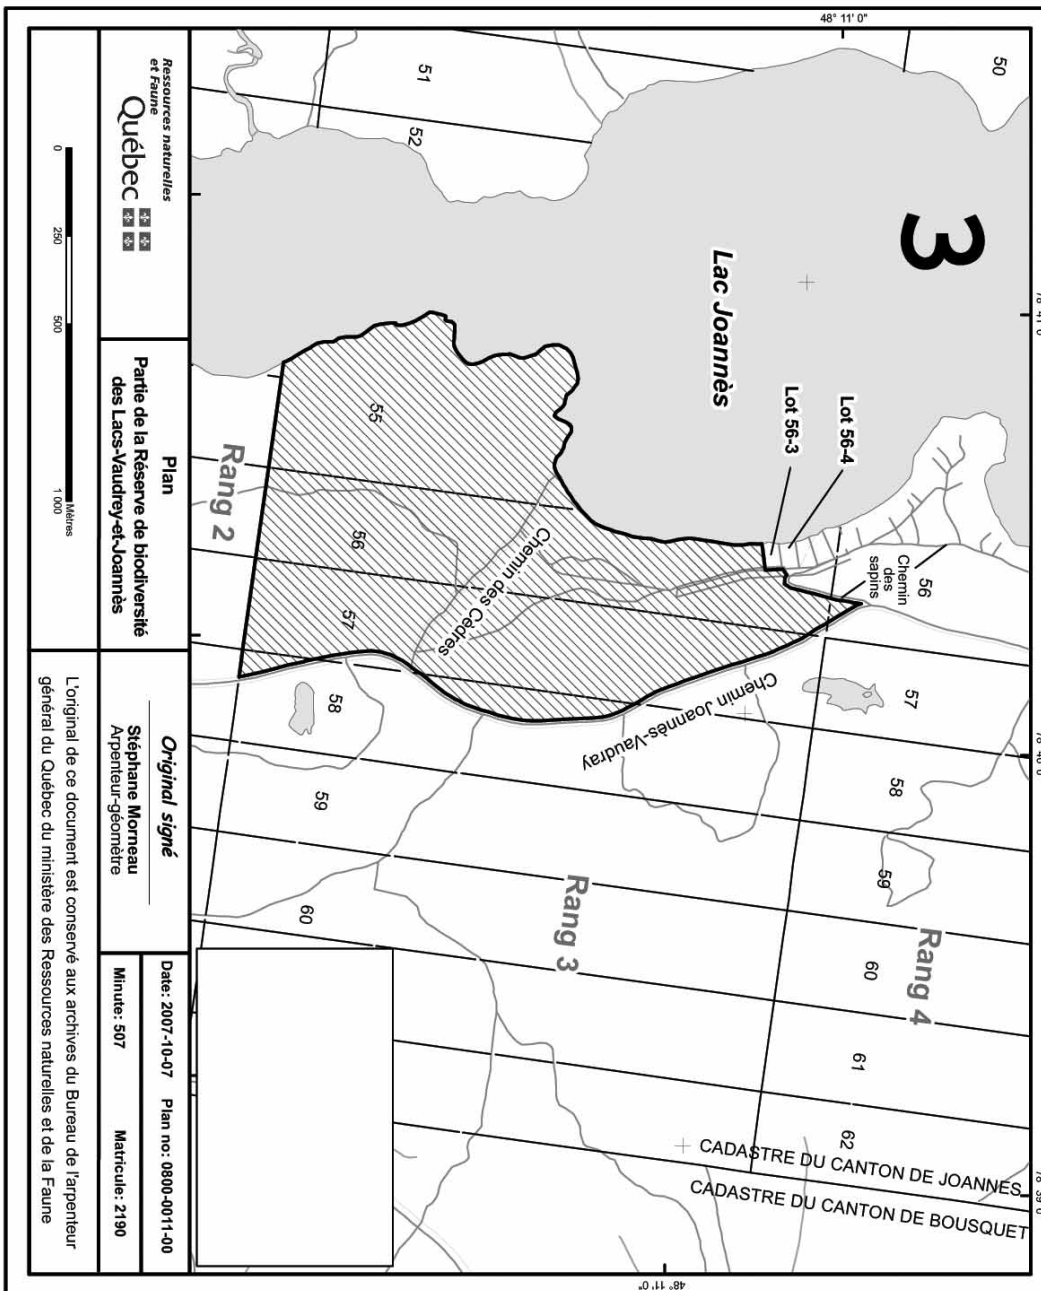 48° 11' 0"
3
Lac Joannès
50
51
52
Lot 56-4
Lot 56-3
Chemin
des
sapins
56
57
58
59
60
61
62
Rang 4
Rang 3
Rang 2
55
56
57
58
59
60
Chemin des Cèdres
Chemin Joannès-Vaudray
CADASTRE DU CANTON DE JOANNÈS
CADASTRE DU CANTON DE BOUSQUET
48° 11' 0"
Ressources naturelles
et Faune
Québec
0 250 500 1 000
Mètres
Plan
Partie de la Réserve de biodiversité
des Lacs-Vaudrey-et-Joannès
Original signé
Stéphane Morneau
Arpenteur-géomètre
L'original de ce document est conservé aux archives du Bureau de l'arpenteur
général du Québec du ministère des Ressources naturelles et de la Faune
Date: 2007-10-07 Plan no: 0800-0011-00
Minute: 507 Matricule: 2190